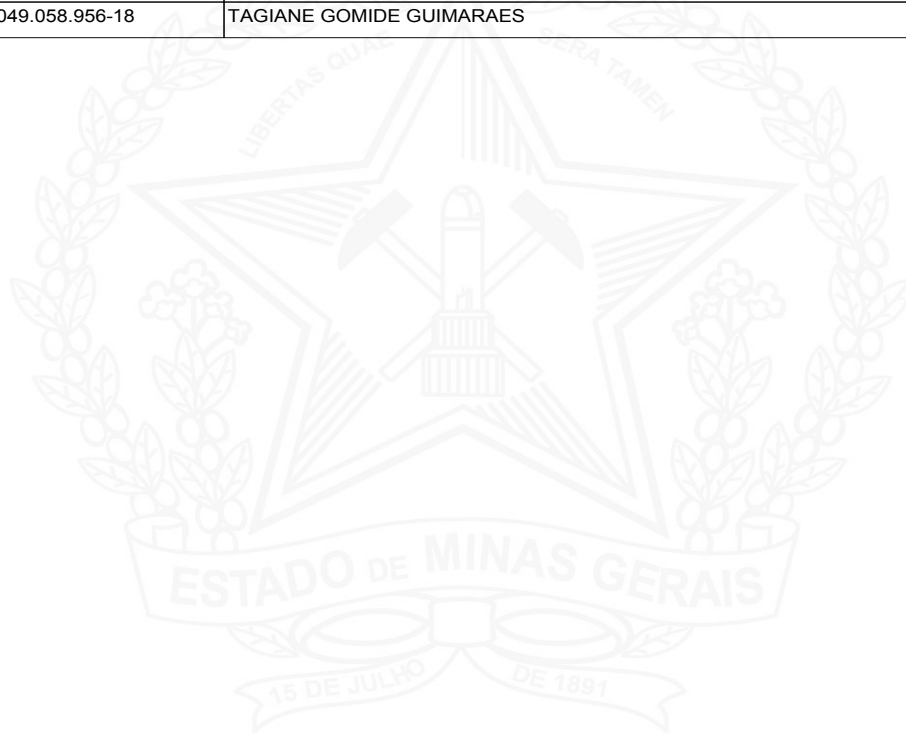 049.058.956-18 TAGIANE GOMIDE GUIMARAES
LIBERTAS QUAE SERA TAMEN
ESTADO DE MINAS GERAIS
15 DE JULHO DE 1891